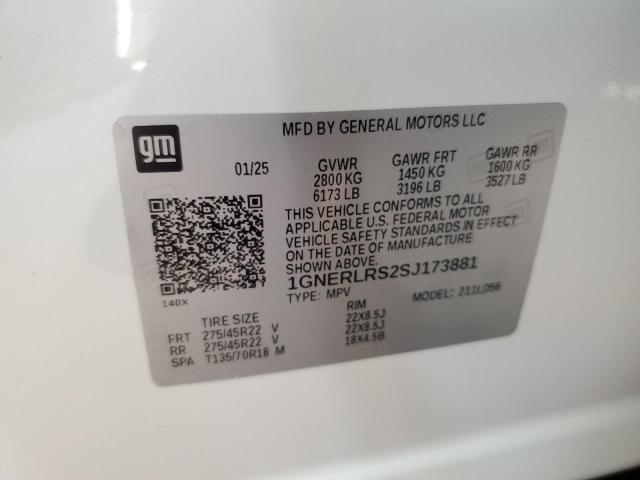 gm
MFD BY GENERAL MOTORS LLC
01/25 GVWR GAWR FRT GAWR RR
2800 KG 1450 KG 1600 KG
6173 LB 3196 LB 3527 LB
THIS VEHICLE CONFORMS TO ALL
APPLICABLE U.S. FEDERAL MOTOR
VEHICLE SAFETY STANDARDS IN EFFECT
ON THE DATE OF MANUFACTURE
SHOWN ABOVE.
1GNERLRS2SJ173881
140X TYPE: MPV MODEL: 211LD56
TIRE SIZE RIM
FRT 275/45R22 V 22X8.5J
RR 275/45R22 V 22X8.5J
SPA T135/70R18 M 18X4.5B